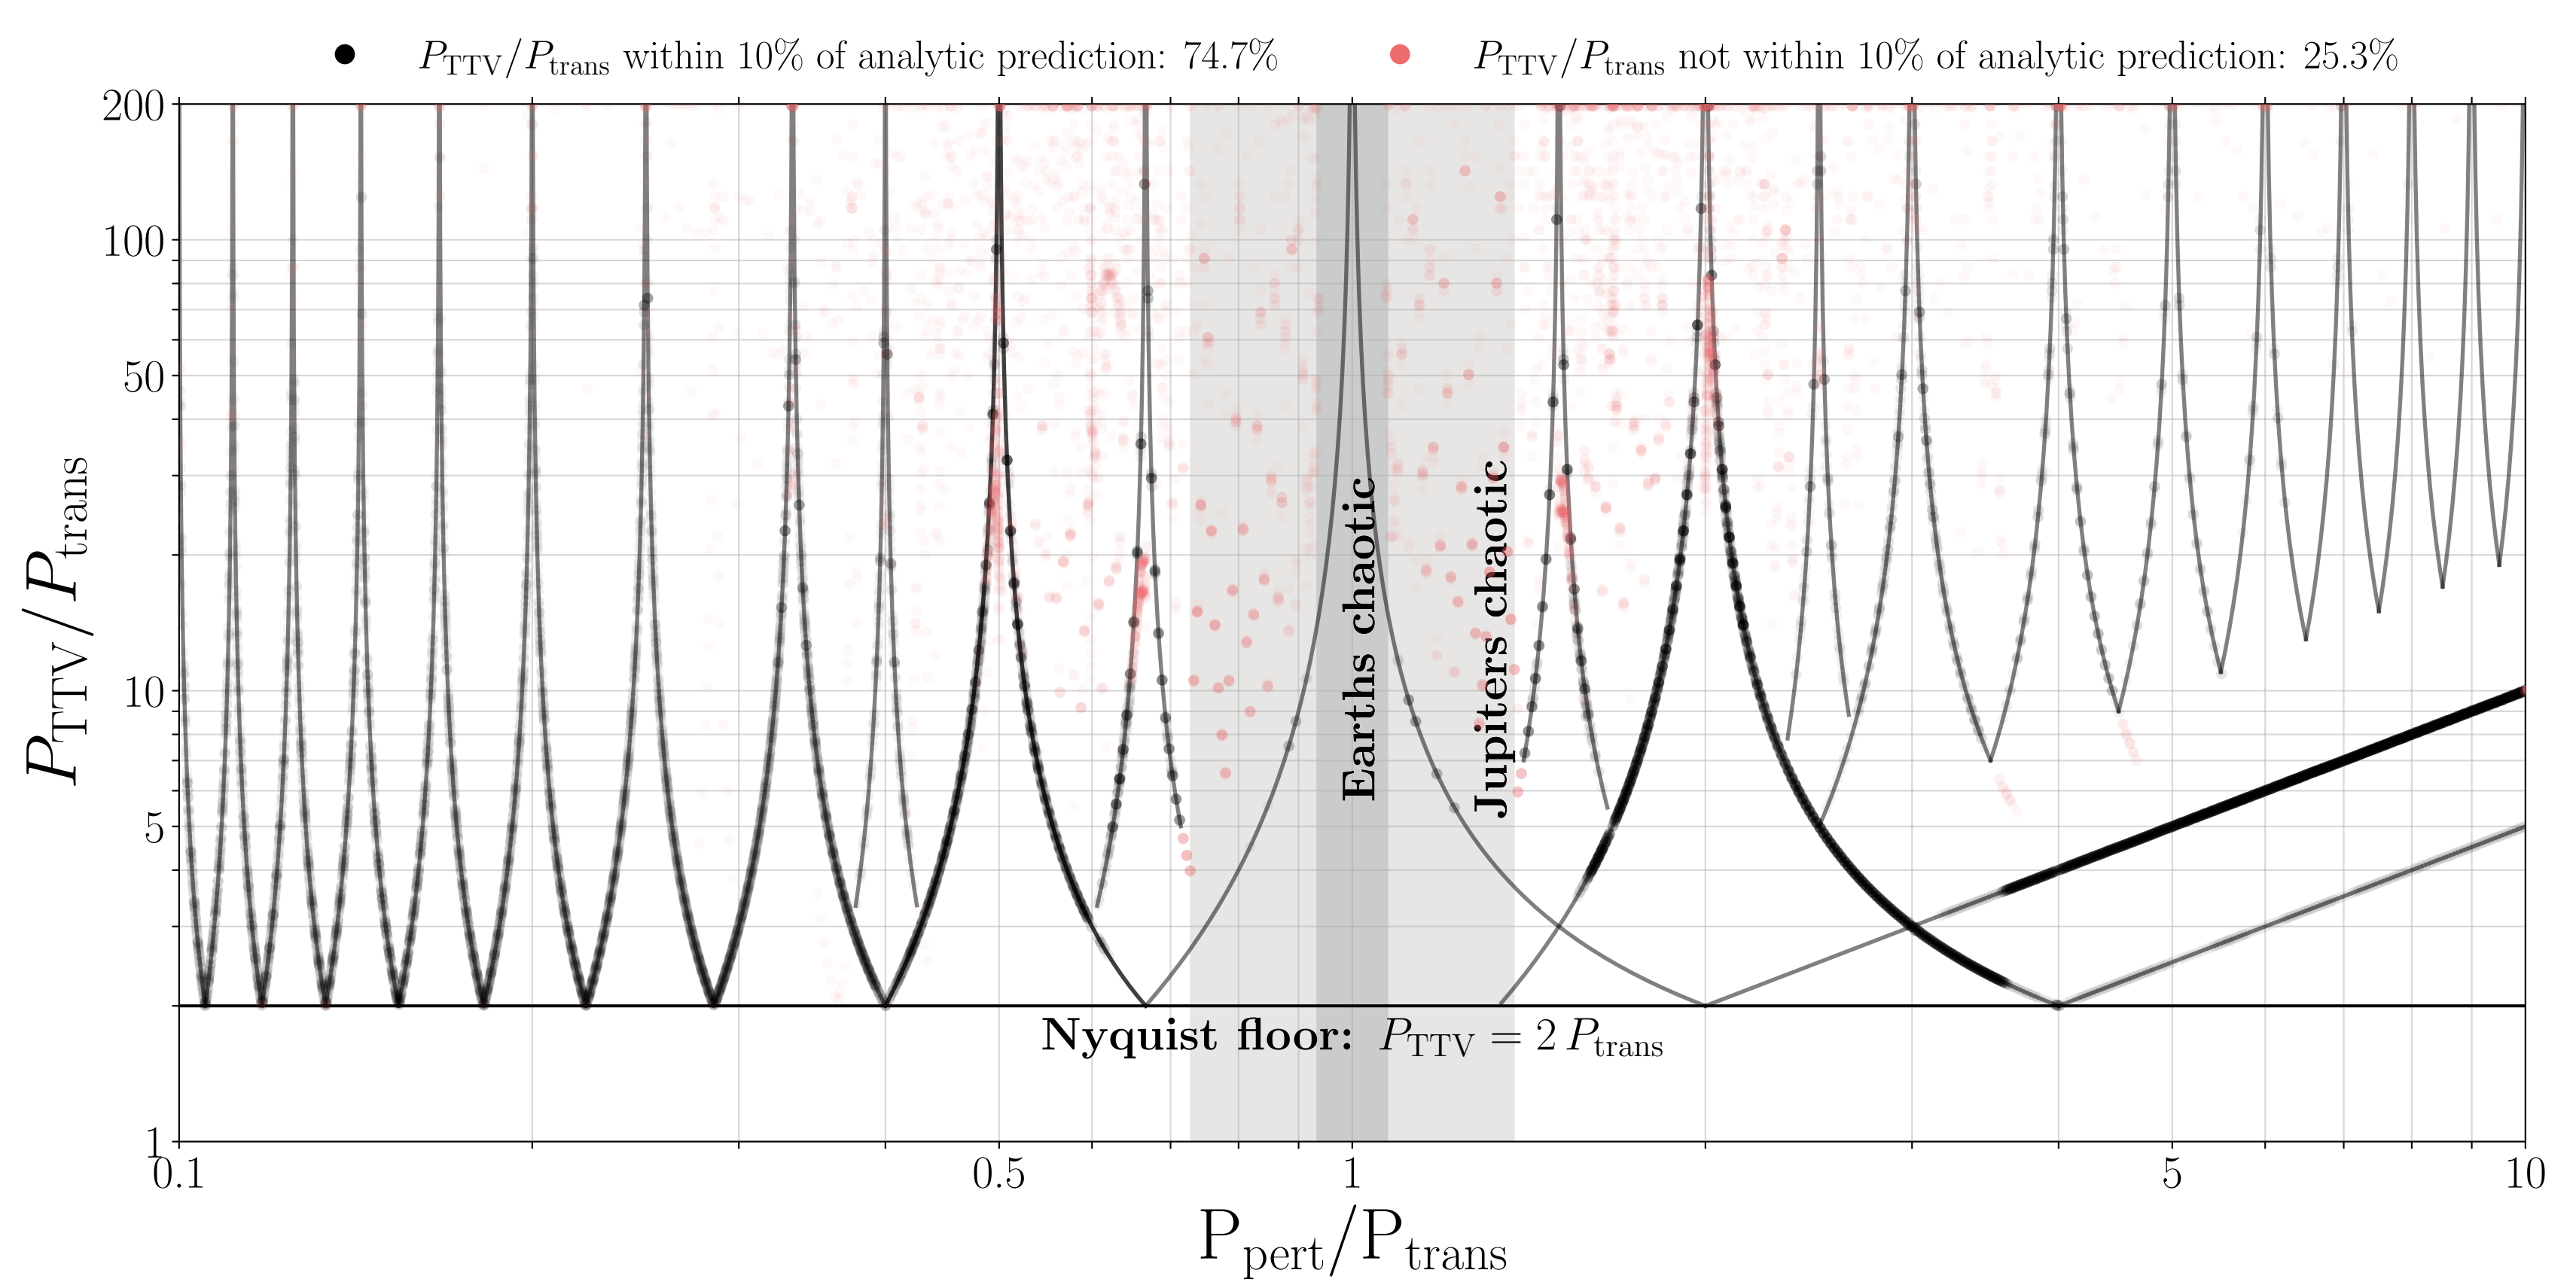 P_TTV/P_trans within 10% of analytic prediction: 74.7%
P_TTV/P_trans not within 10% of analytic prediction: 25.3%
200
100
50
10
5
1
P_TTV/P_trans
Earths chaotic
Jupiters chaotic
Nyquist floor: P_TTV = 2 P_trans
0.1
0.5
1
5
10
P_pert/P_trans